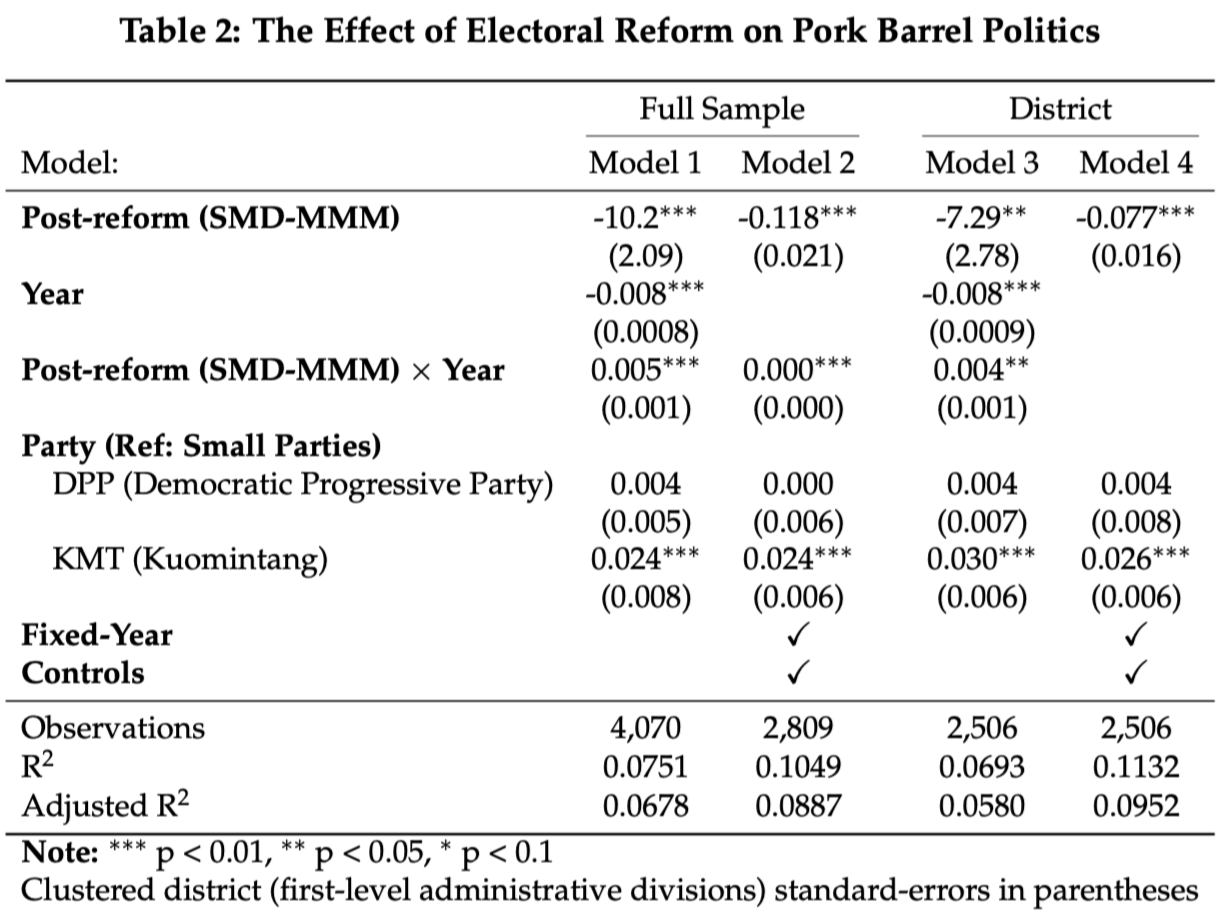 Table 2: The Effect of Electoral Reform on Pork Barrel Politics
Full Sample District
Model: Model 1 Model 2 Model 3 Model 4
Post-reform (SMD-MMM) -10.2*** -0.118*** -7.29** -0.077***
(2.09) (0.021) (2.78) (0.016)
Year -0.008*** -0.008***
(0.0008) (0.0009)
Post-reform (SMD-MMM) × Year 0.005*** 0.000*** 0.004**
(0.001) (0.000) (0.001)
Party (Ref: Small Parties)
DPP (Democratic Progressive Party) 0.004 0.000 0.004 0.004
(0.005) (0.006) (0.007) (0.008)
KMT (Kuomintang) 0.024*** 0.024*** 0.030*** 0.026***
(0.008) (0.006) (0.006) (0.006)
Fixed-Year ✓ ✓
Controls ✓ ✓
Observations 4,070 2,809 2,506 2,506
R² 0.0751 0.1049 0.0693 0.1132
Adjusted R² 0.0678 0.0887 0.0580 0.0952
Note: *** p < 0.01, ** p < 0.05, * p < 0.1
Clustered district (first-level administrative divisions) standard-errors in parentheses